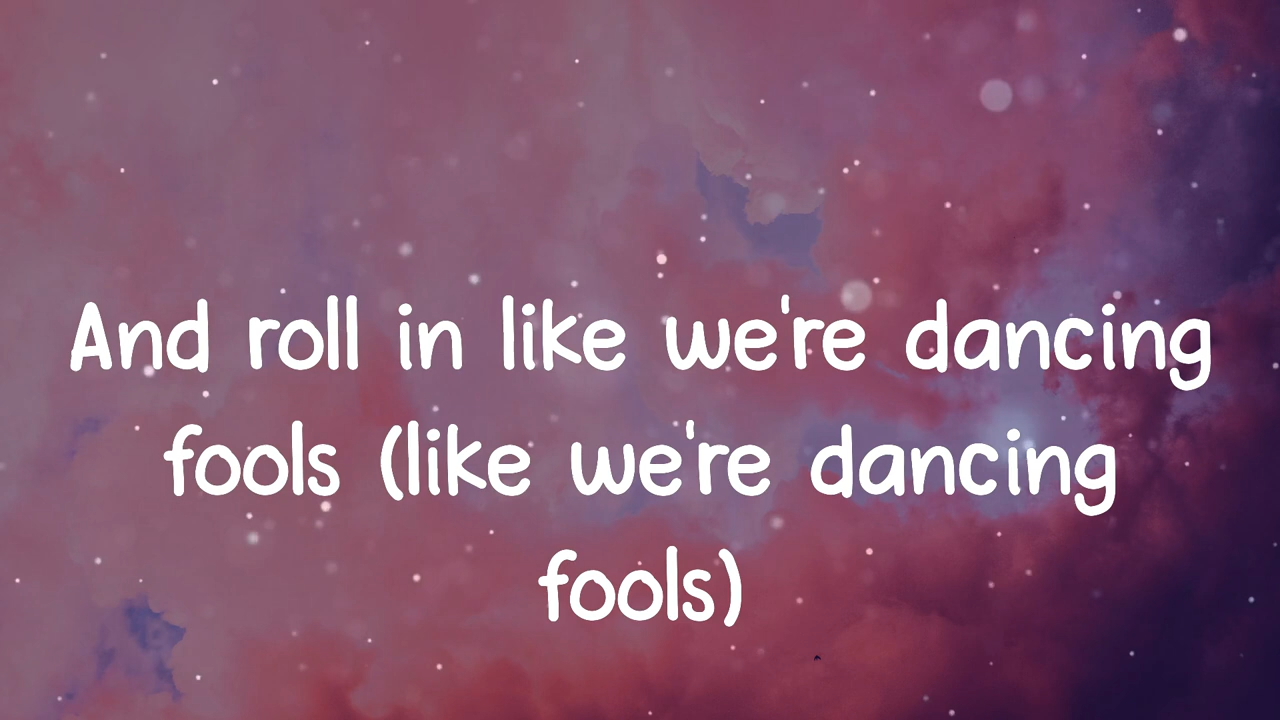 And roll in like we're dancing
fools (like we're dancing
fools)